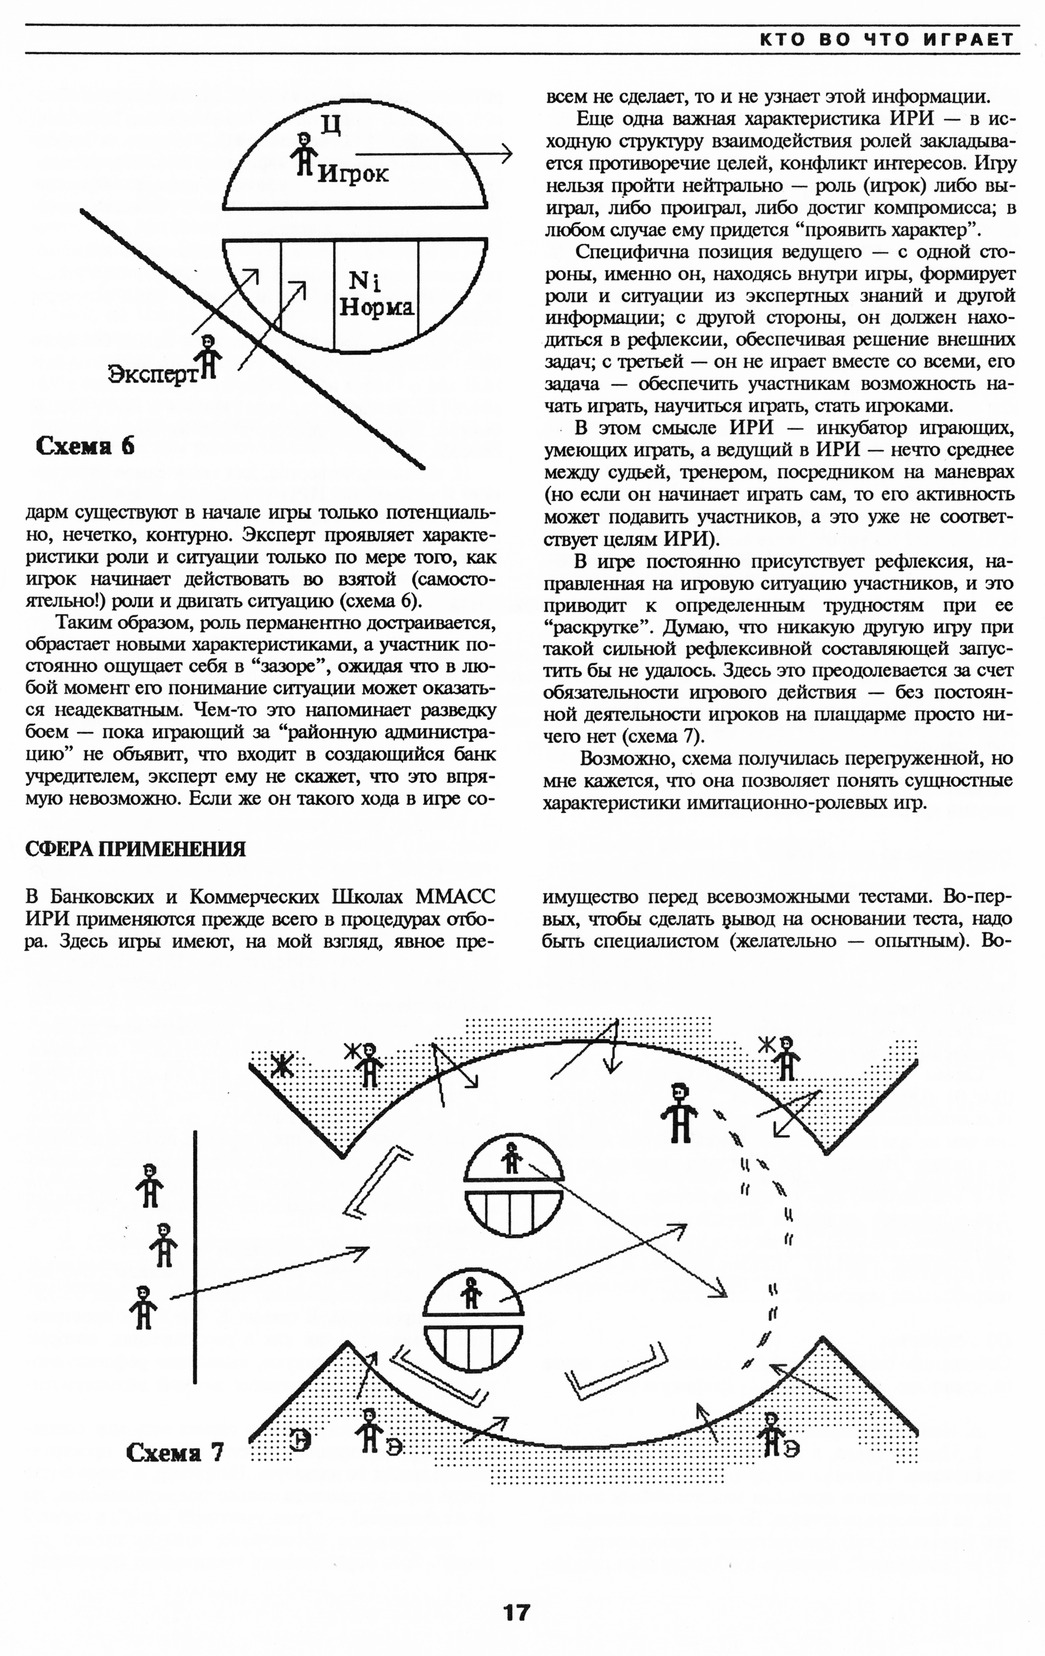 КТО ВО ЧТО ИГРАЕТ
Ц
Игрок
Ni
Норма
Эксперт
Схема 6
дарм существуют в начале игры только потенциаль-
но, нечетко, контурно. Эксперт проявляет характе-
ристики роли и ситуации только по мере того, как
игрок начинает действовать во взятой (самосто-
ятельно!) роли и двигать ситуацию (схема 6).
Таким образом, роль перманентно достраивается,
обрастает новыми характеристиками, а участник по-
стоянно ощущает себя в “зазоре”, ожидая что в лю-
бой момент его понимание ситуации может оказать-
ся неадекватным. Чем-то это напоминает разведку
боем — пока играющий за “районную администра-
цию” не объявит, что входит в создающийся банк
учредителем, эксперт ему не скажет, что это впря-
мую невозможно. Если же он такого хода в игре со-
всем не сделает, то и не узнает этой информации.
Еще одна важная характеристика ИРИ — в ис-
ходную структуру взаимодействия ролей закладыва-
ется противоречие целей, конфликт интересов. Игру
нельзя пройти нейтрально — роль (игрок) либо вы-
играл, либо проиграл, либо достиг компромисса; в
любом случае ему придется “проявить характер”.
Специфична позиция ведущего — с одной сто-
роны, именно он, находясь внутри игры, формирует
роли и ситуации из экспертных знаний и другой
информации; с другой стороны, он должен нахо-
диться в рефлексии, обеспечивая решение внешних
задач; с третьей — он не играет вместе со всеми, его
задача — обеспечить участникам возможность на-
чать играть, научиться играть, стать игроками.
В этом смысле ИРИ — инкубатор играющих,
умеющих играть, а ведущий в ИРИ — нечто среднее
между судьей, тренером, посредником на маневрах
(но если он начинает играть сам, то его активность
может подавить участников, а это уже не соответ-
ствует целям ИРИ).
В игре постоянно присутствует рефлексия, на-
правленная на игровую ситуацию участников, и это
приводит к определенным трудностям при ее
“раскрутке”. Думаю, что никакую другую игру при
такой сильной рефлексивной составляющей запус-
тить бы не удалось. Здесь это преодолевается за счет
обязательности игрового действия — без постоян-
ной деятельности игроков на плацдарме просто ни-
чего нет (схема 7).
Возможно, схема получилась перегруженной, но
мне кажется, что она позволяет понять сущностные
характеристики имитационно-ролевых игр.
СФЕРА ПРИМЕНЕНИЯ
В Банковских и Коммерческих Школах ММАСС
ИРИ применяются прежде всего в процедурах отбо-
ра. Здесь игры имеют, на мой взгляд, явное пре-
имущество перед всевозможными тестами. Во-пер-
вых, чтобы сделать вывод на основании теста, надо
быть специалистом (желательно — опытным). Во-
Ж
Ж
Ж
Э
Э
Э
Схема 7
17